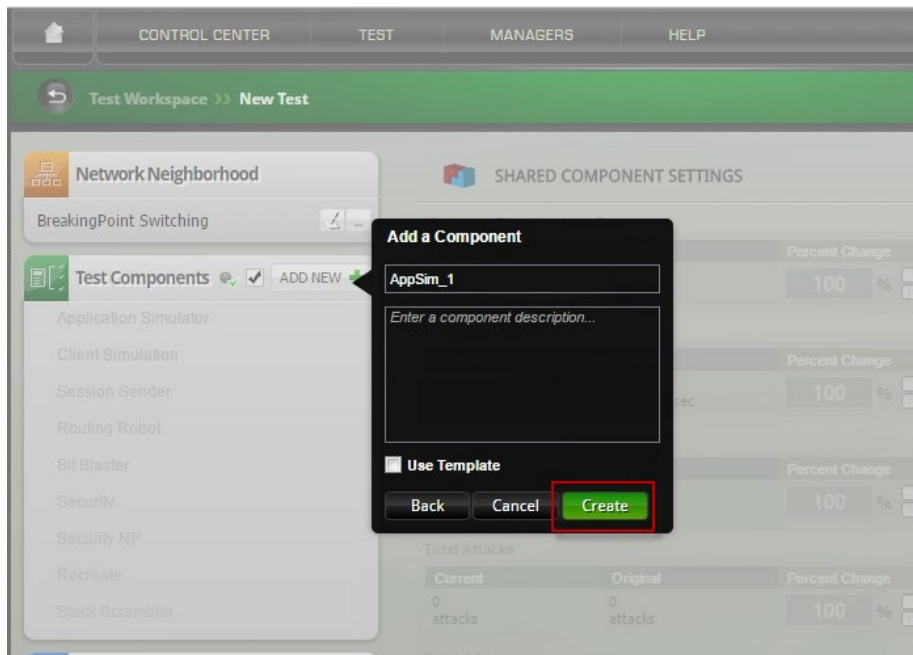 CONTROL CENTER TEST MANAGERS HELP
Test Workspace >> New Test
Network Neighborhood
SHARED COMPONENT SETTINGS
BreakingPoint Switching
Add a Component
Percent Change
Test Components ADD NEW
AppSim_1
100 %
Enter a component description...
Application Simulator
Client Simulation
Percent Change
Session Sender
sec
100 %
Routing Robot
Bit Blaster
Use Template
Percent Change
Security
Back Cancel Create
100 %
Security NP
Total Attacks
Recreate
Current Original Percent Change
Stack Scrambler
0 0
attacks attacks
100 %